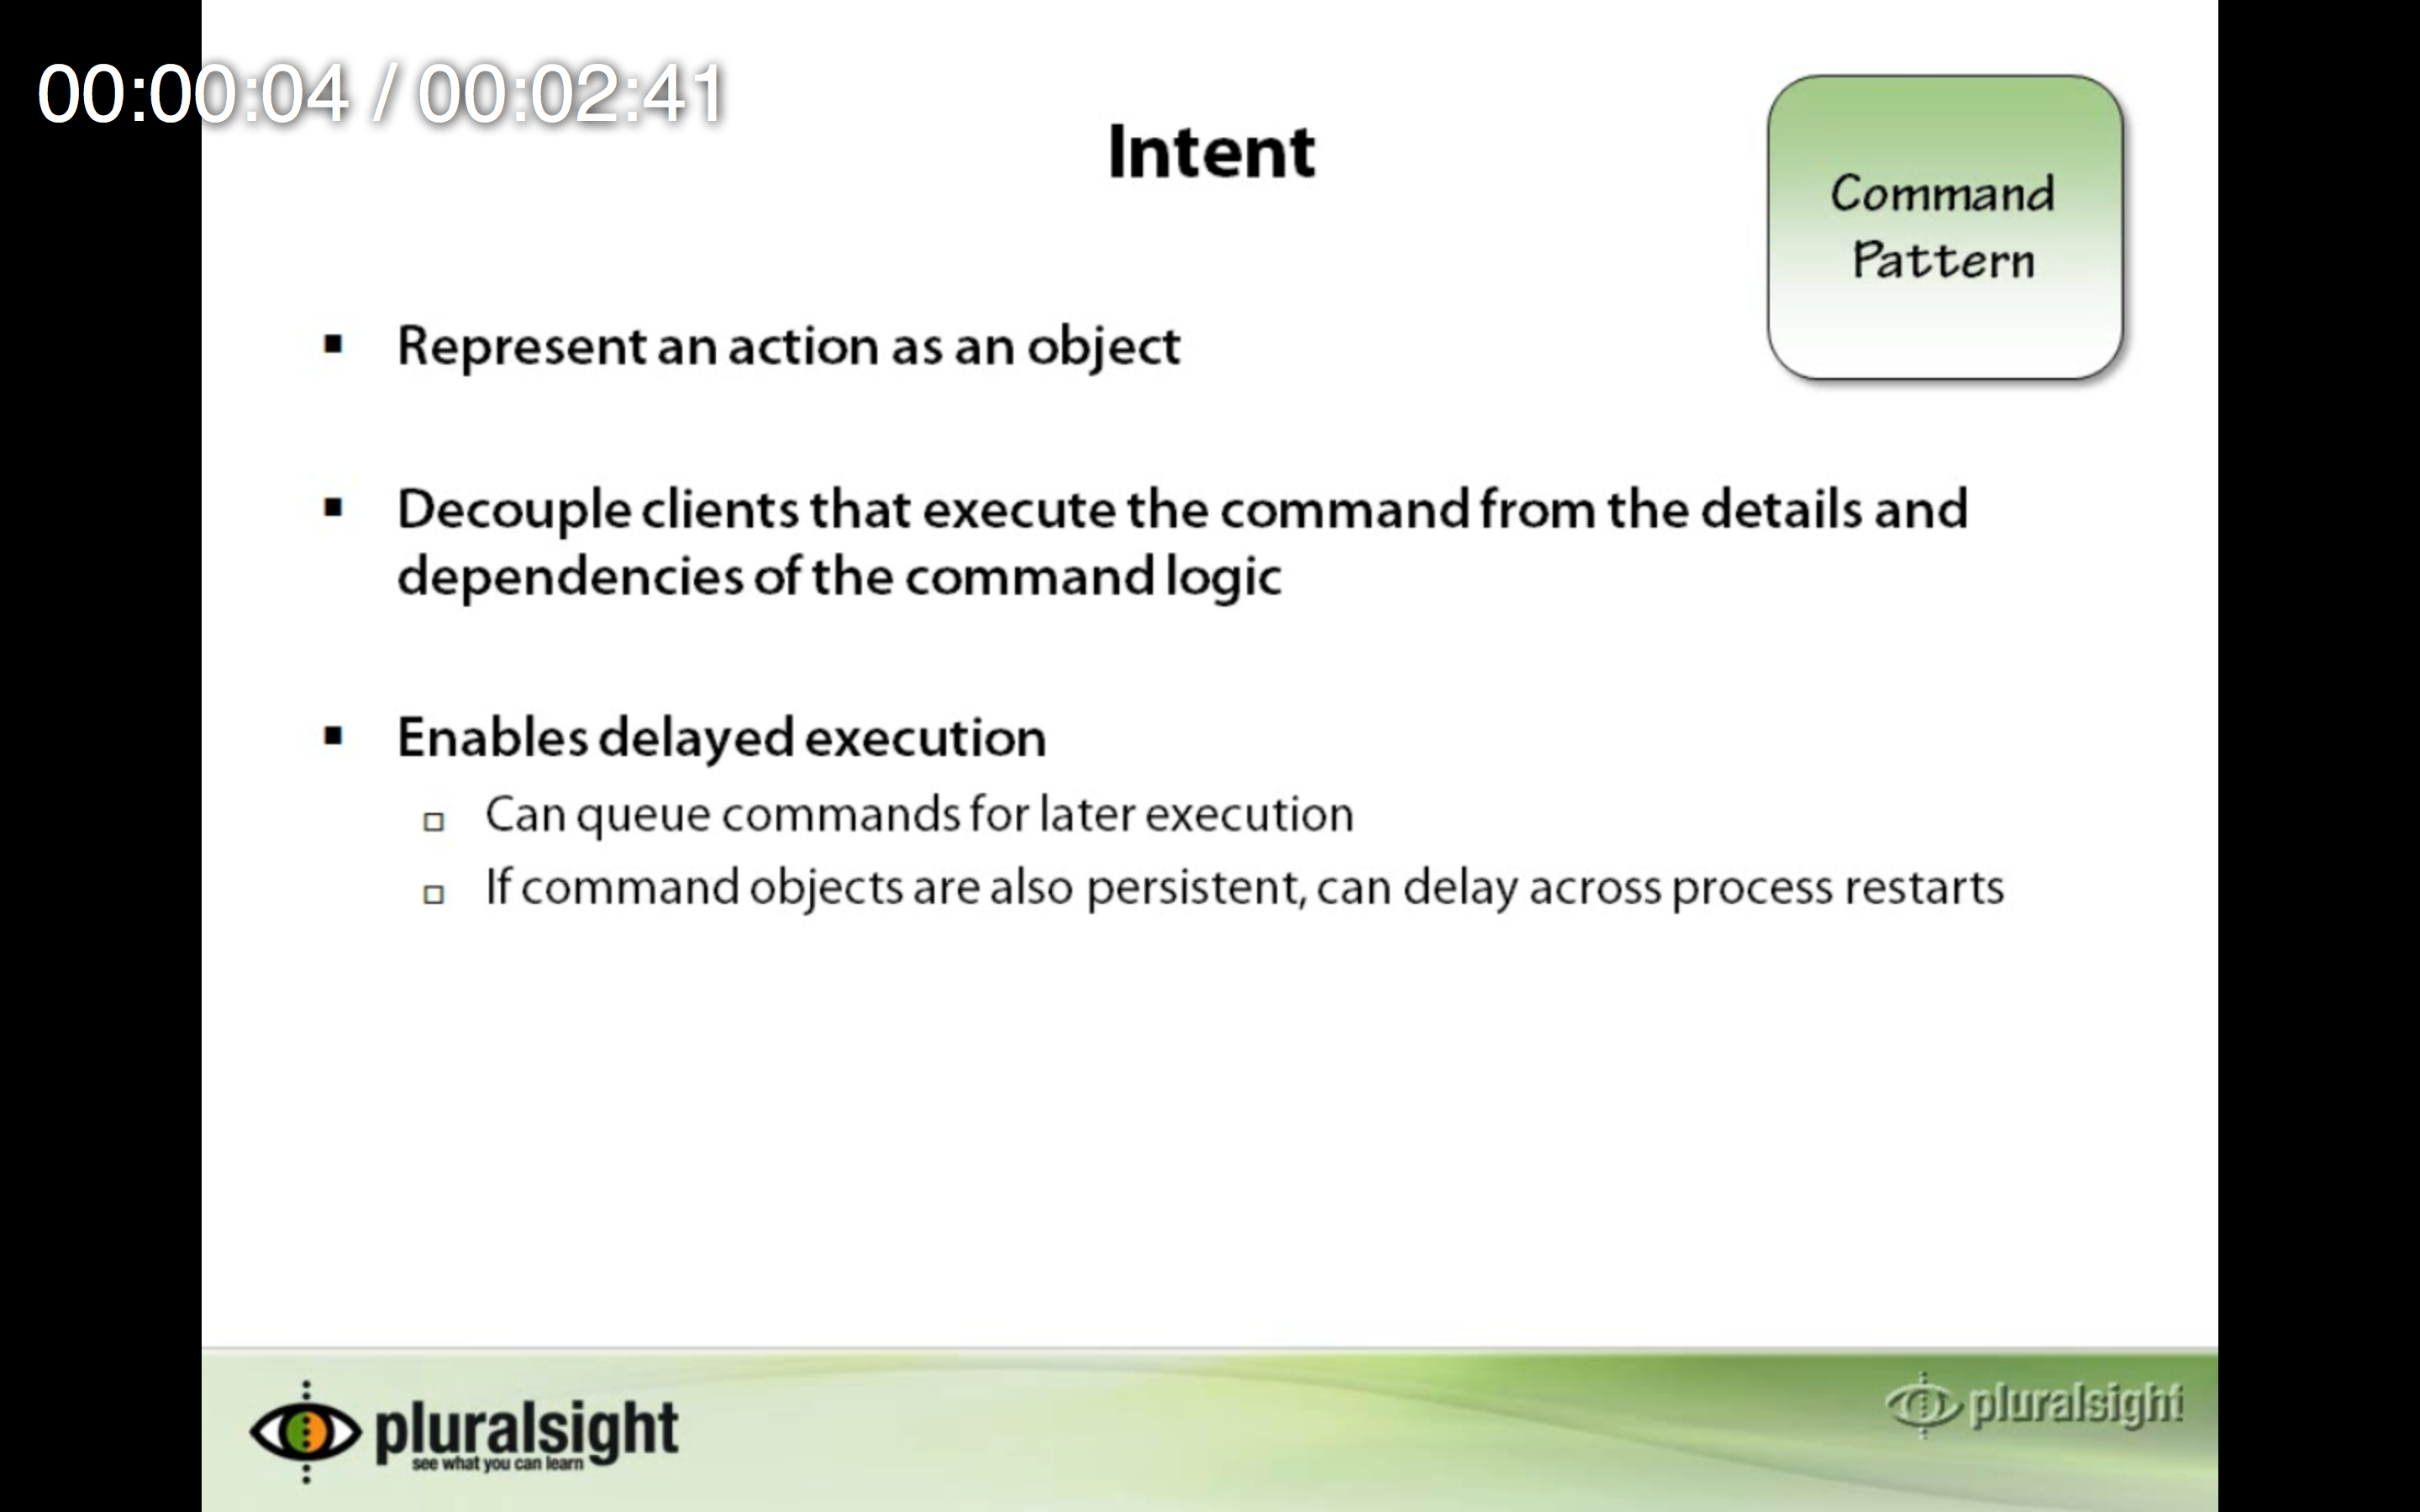 00:00:04 / 00:02:41
Intent
Command
Pattern
▪ Represent an action as an object
▪ Decouple clients that execute the command from the details and
dependencies of the command logic
▪ Enables delayed execution
▫ Can queue commands for later execution
▫ If command objects are also persistent, can delay across process restarts
pluralsight
see what you can learn
pluralsight